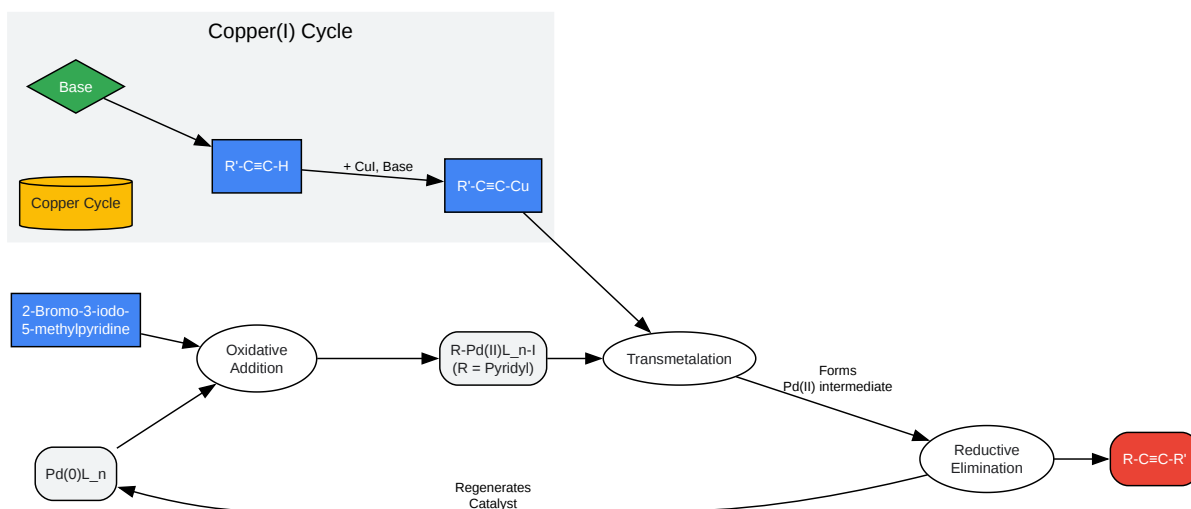 Copper(I) Cycle
Base
R'-C≡C-H
+ CuI, Base
R'-C≡C-Cu
Copper Cycle
2-Bromo-3-iodo-
5-methylpyridine
Oxidative
Addition
R-Pd(II)L_n-I
(R = Pyridyl)
Transmetalation
Forms
Pd(II) intermediate
Reductive
Elimination
R-C≡C-R'
Pd(0)L_n
Regenerates
Catalyst